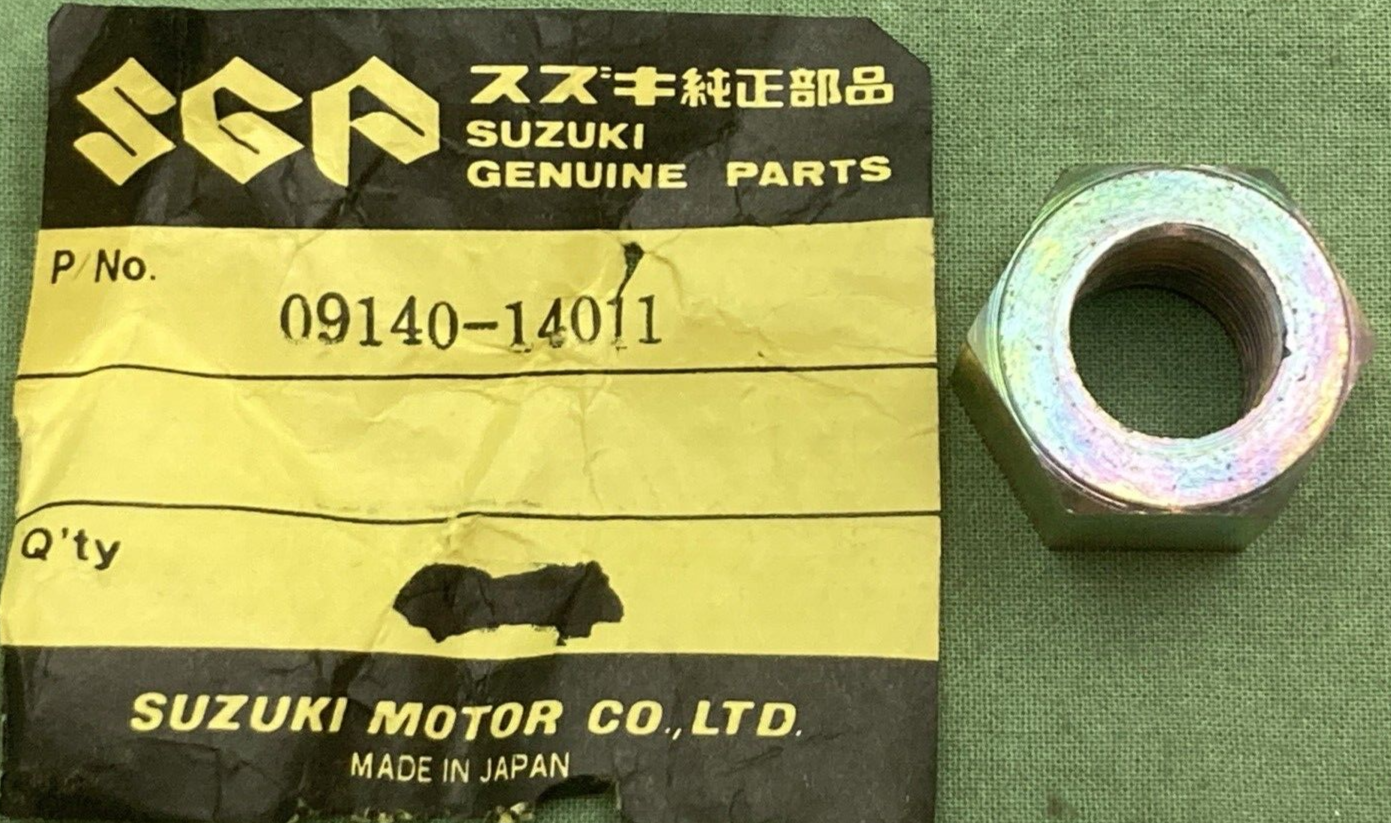 SGP
スズキ純正部品
SUZUKI
GENUINE PARTS
P/No.
09140-14011
Q'ty
SUZUKI MOTOR CO.,LTD.
MADE IN JAPAN